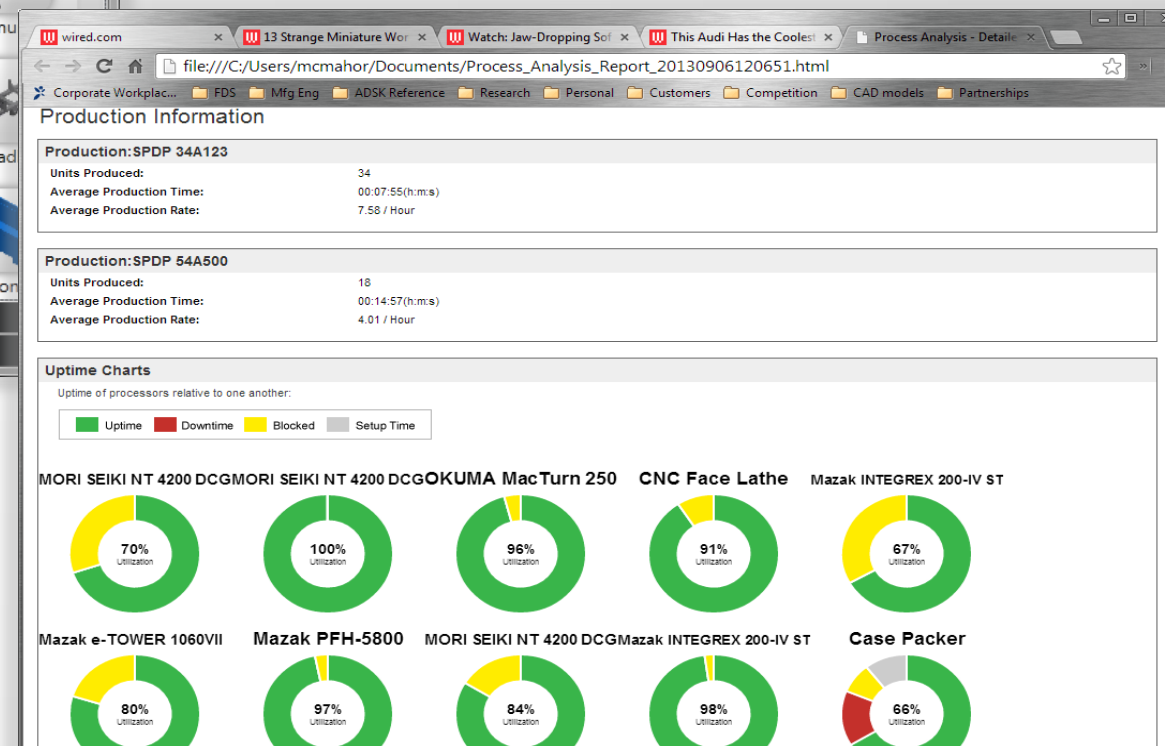 wired.com
13 Strange Miniature Wor
Watch: Jaw-Dropping Sof
This Audi Has the Coolest
Process Analysis - Detaile
file:///C:/Users/mcmahor/Documents/Process_Analysis_Report_20130906120651.html
Corporate Workplac... FDS Mfg Eng ADSK Reference Research Personal Customers Competition CAD models Partnerships
Production Information
Production:SPDP 34A123
Units Produced: 34
Average Production Time: 00:07:55(h:m:s)
Average Production Rate: 7.58 / Hour
Production:SPDP 54A500
Units Produced: 18
Average Production Time: 00:14:57(h:m:s)
Average Production Rate: 4.01 / Hour
Uptime Charts
Uptime of processors relative to one another:
Uptime Downtime Blocked Setup Time
MORI SEIKI NT 4200 DCG
70%
Utilization
MORI SEIKI NT 4200 DCG
100%
Utilization
OKUMA MacTurn 250
96%
Utilization
CNC Face Lathe
91%
Utilization
Mazak INTEGREX 200-IV ST
67%
Utilization
Mazak e-TOWER 1060VII
80%
Utilization
Mazak PFH-5800
97%
Utilization
MORI SEIKI NT 4200 DCG
84%
Utilization
Mazak INTEGREX 200-IV ST
98%
Utilization
Case Packer
66%
Utilization